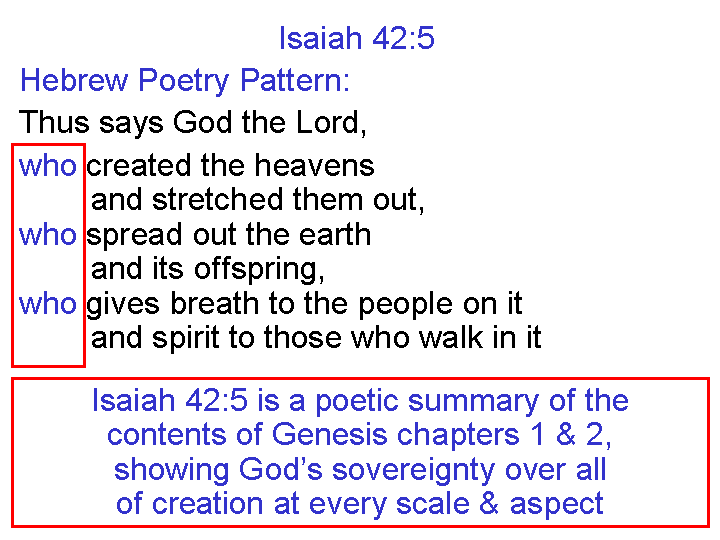 Isaiah 42:5
Hebrew Poetry Pattern:
Thus says God the Lord,
who created the heavens
and stretched them out,
who spread out the earth
and its offspring,
who gives breath to the people on it
and spirit to those who walk in it
Isaiah 42:5 is a poetic summary of the
contents of Genesis chapters 1 & 2,
showing God’s sovereignty over all
of creation at every scale & aspect